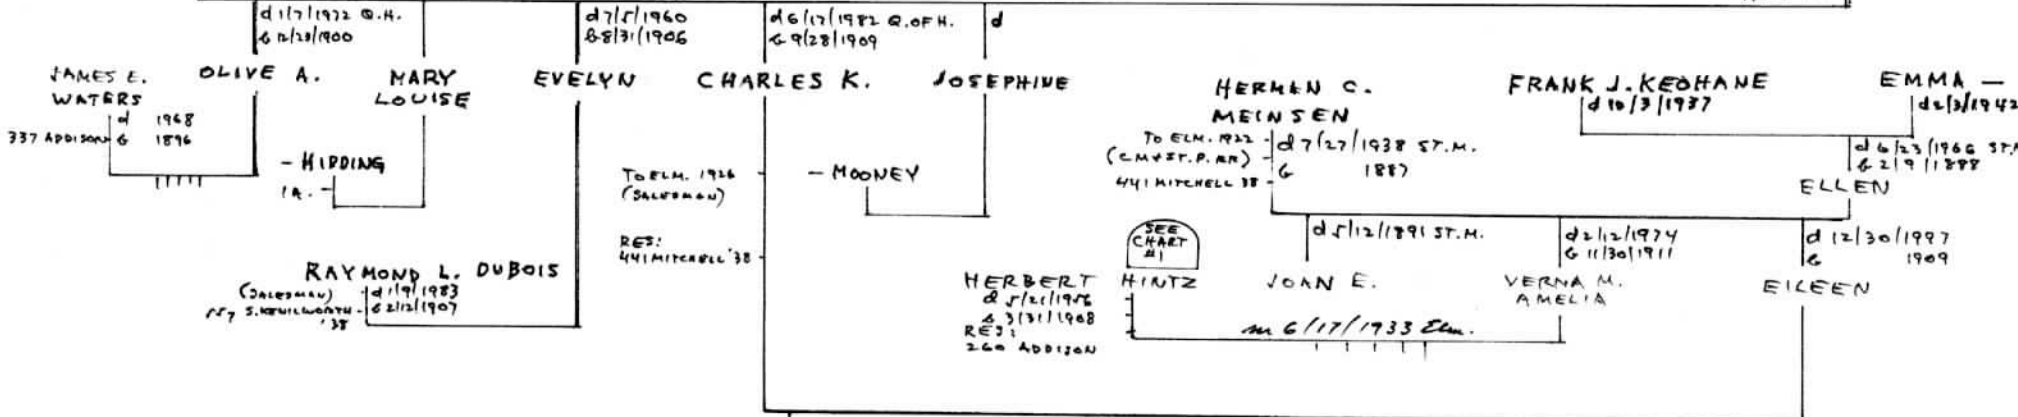 d 1/7/1972 Q.H.
b 12/23/1900
d 7/5/1960
b 8/31/1906
d 6/17/1982 Q.OF H.
b 9/28/1909
d
JAMES E.
WATERS
d 1968
337 ADDISON b 1896
OLIVE A.
MARY
LOUISE
EVELYN
CHARLES K.
JOSEPHINE
HERMAN C.
MEINSEN
FRANK J. KEOHANE
d 10/3/1937
EMMA —
d 2/3/1942
- HIDDING
IA. -
TO ELM. 1926
(SALESMAN)
- MOONEY
TO ELM. 1922
(CM&ST.P. RR)
441 MITCHELL 38
d 7/27/1938 ST.M.
b 1887
d 6/23/1966 ST.M
b 2/9/1888
ELLEN
RES:
441 MITCHELL '38
SEE
CHART
#1
d 5/12/1891 ST.M.
d 2/12/1974
b 11/30/1911
d 12/30/1997
b 1909
RAYMOND L. DUBOIS
(SALESMAN)
d 1/9/1983
157 S. KENILWORTH - b 2/12/1907
'38
HERBERT HINTZ
d 5/21/1956
b 3/31/1908
RES:
260 ADDISON
JOAN E.
VERNA M.
AMELIA
EILEEN
m 6/17/1933 Elm.